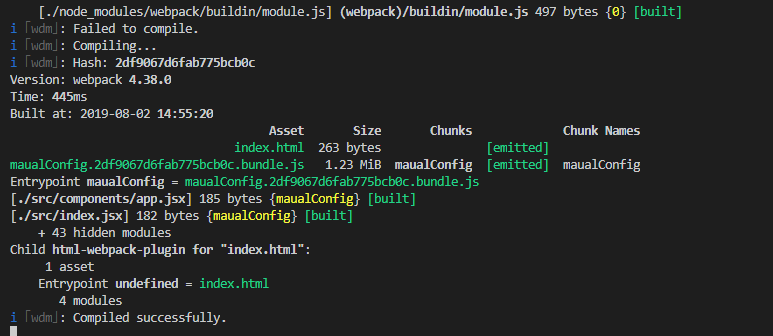 [./node_modules/webpack/buildin/module.js] (webpack)/buildin/module.js 497 bytes {0} [built]
i ｢wdm｣: Failed to compile.
i ｢wdm｣: Compiling...
i ｢wdm｣: Hash: 2df9067d6fab775bcb0c
Version: webpack 4.38.0
Time: 445ms
Built at: 2019-08-02 14:55:20
Asset Size Chunks Chunk Names
index.html 263 bytes [emitted]
maualConfig.2df9067d6fab775bcb0c.bundle.js 1.23 MiB maualConfig [emitted] maualConfig
Entrypoint maualConfig = maualConfig.2df9067d6fab775bcb0c.bundle.js
[./src/components/app.jsx] 185 bytes {maualConfig} [built]
[./src/index.jsx] 182 bytes {maualConfig} [built]
+ 43 hidden modules
Child html-webpack-plugin for "index.html":
1 asset
Entrypoint undefined = index.html
4 modules
i ｢wdm｣: Compiled successfully.